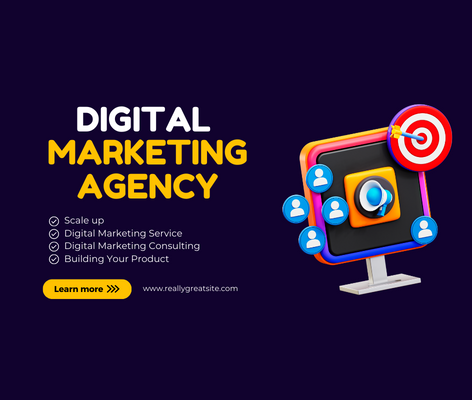 DIGITAL
MARKETING
AGENCY
Scale up
Digital Marketing Service
Digital Marketing Consulting
Building Your Product
Learn more
www.reallygreatsite.com